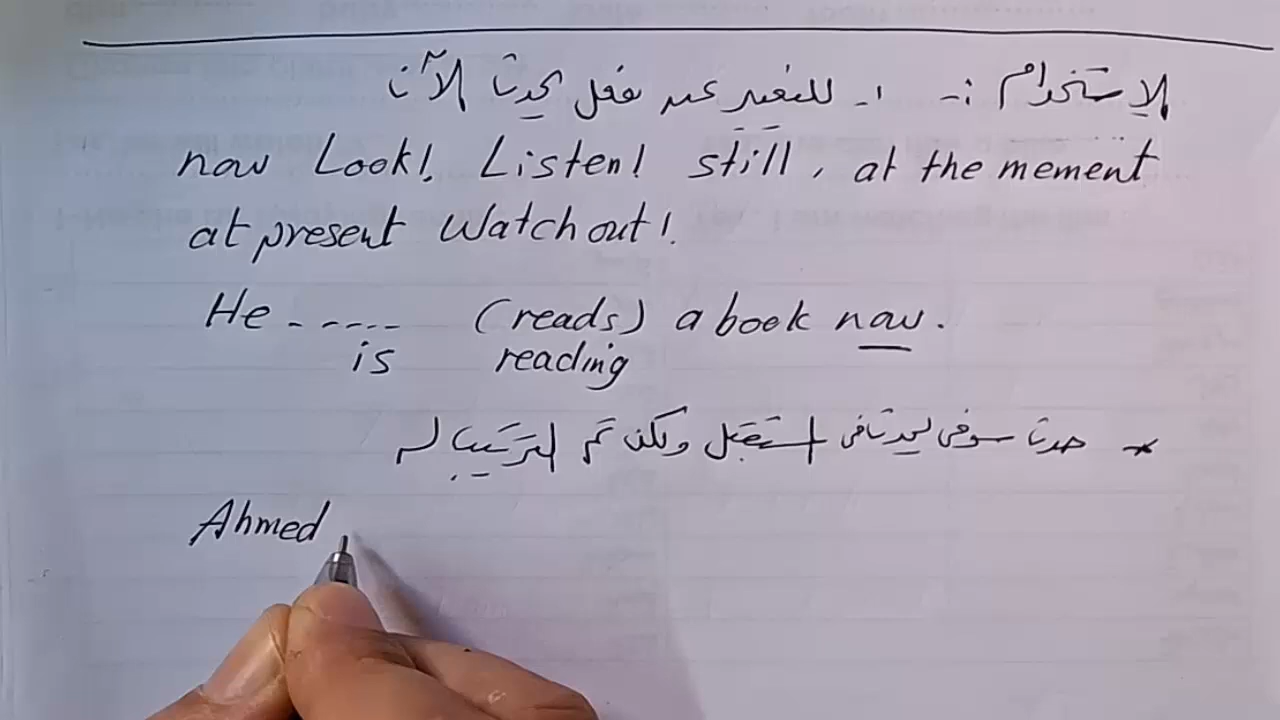 الاستخدام :- ١- للتعبير عن فعل يحدث الآن
now Look! Listen! still, at the mement
at present Watch out!
He ------ (reads) a book now.
is reading
* حدث سوف يحدث فى المستقبل ولكن تم الترتيب له
Ahmed